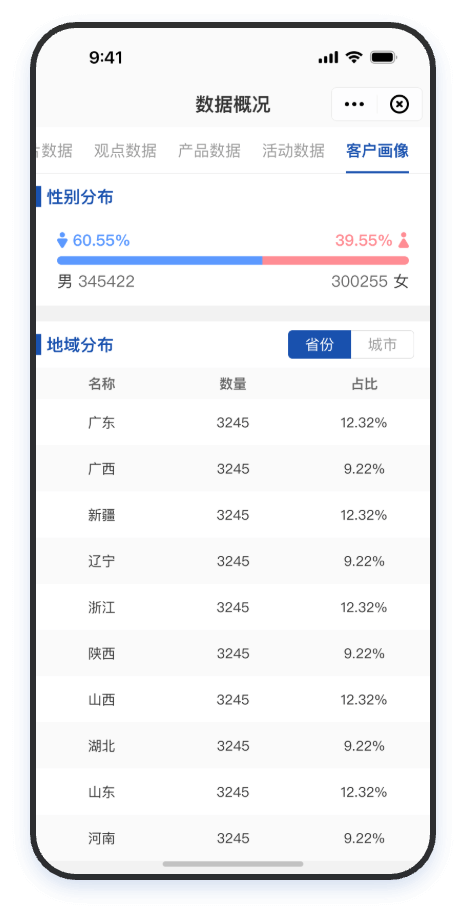 9:41
数据概况
数据 观点数据 产品数据 活动数据 客户画像
性别分布
60.55% 39.55%
男 345422 300255 女
地域分布 省份 城市
名称 数量 占比
广东 3245 12.32%
广西 3245 9.22%
新疆 3245 12.32%
辽宁 3245 9.22%
浙江 3245 12.32%
陕西 3245 9.22%
山西 3245 12.32%
湖北 3245 9.22%
山东 3245 12.32%
河南 3245 9.22%